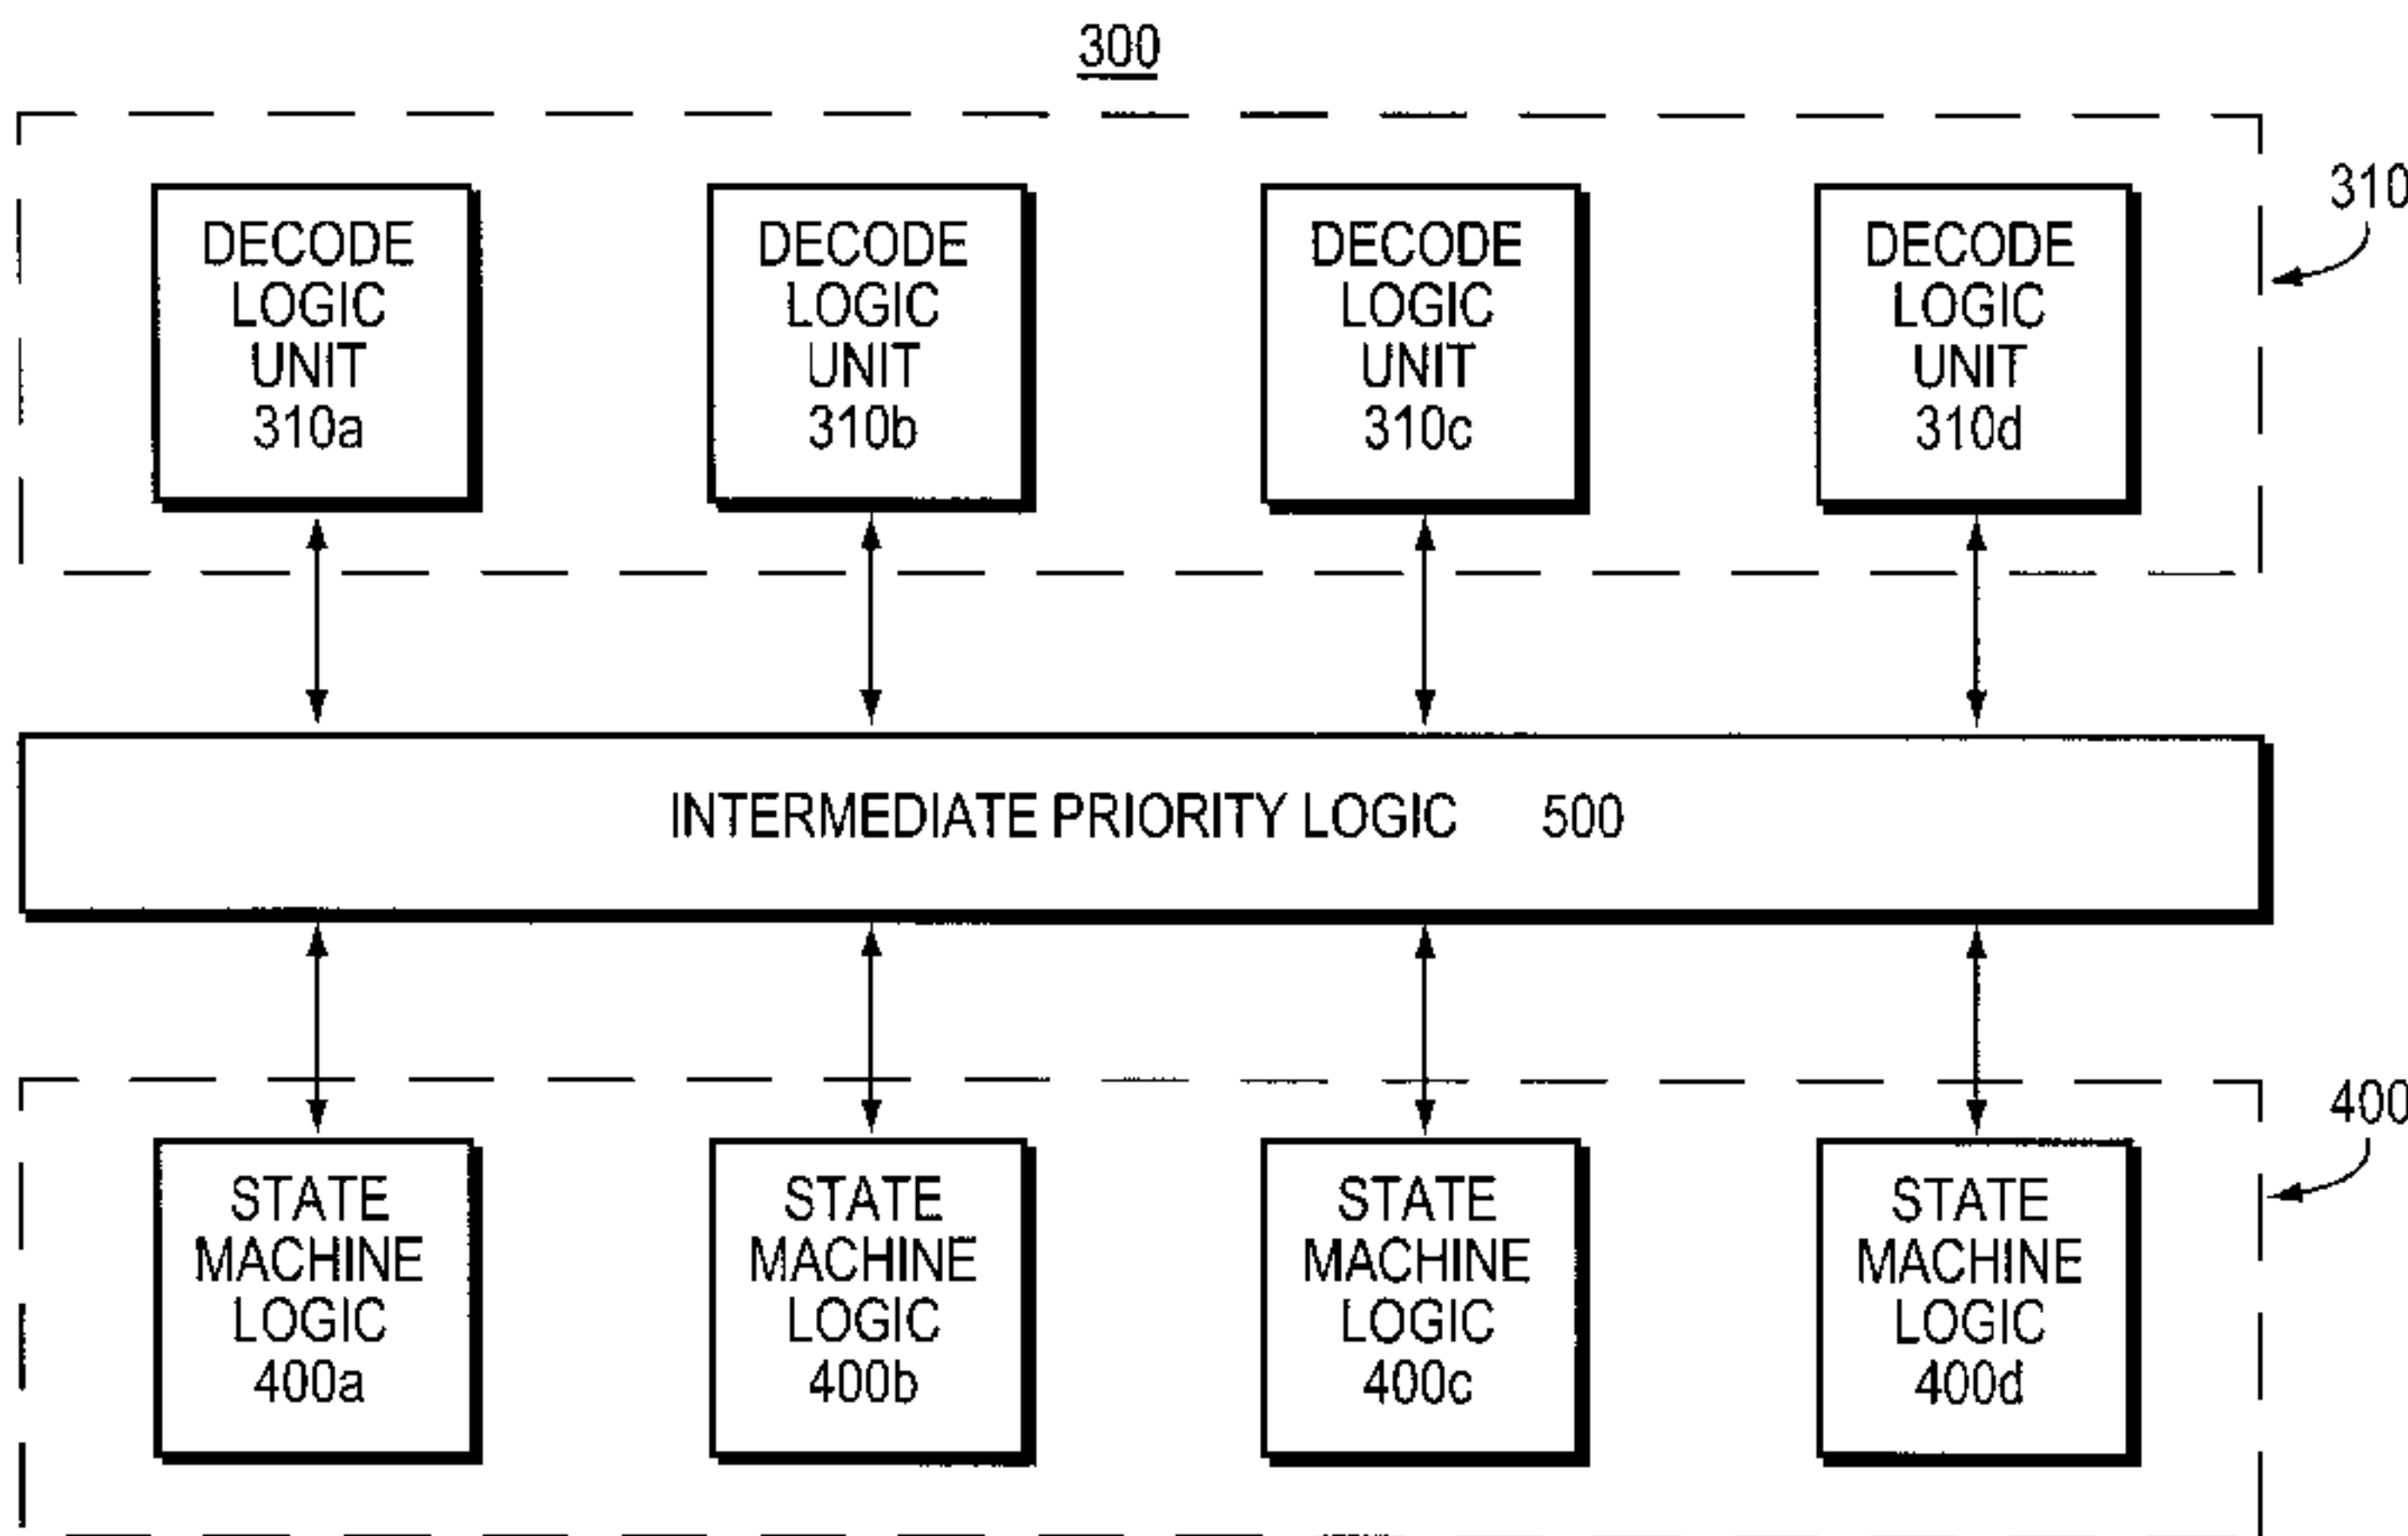 300
310
DECODE
LOGIC
UNIT
310a
DECODE
LOGIC
UNIT
310b
DECODE
LOGIC
UNIT
310c
DECODE
LOGIC
UNIT
310d
INTERMEDIATE PRIORITY LOGIC 500
400
STATE
MACHINE
LOGIC
400a
STATE
MACHINE
LOGIC
400b
STATE
MACHINE
LOGIC
400c
STATE
MACHINE
LOGIC
400d